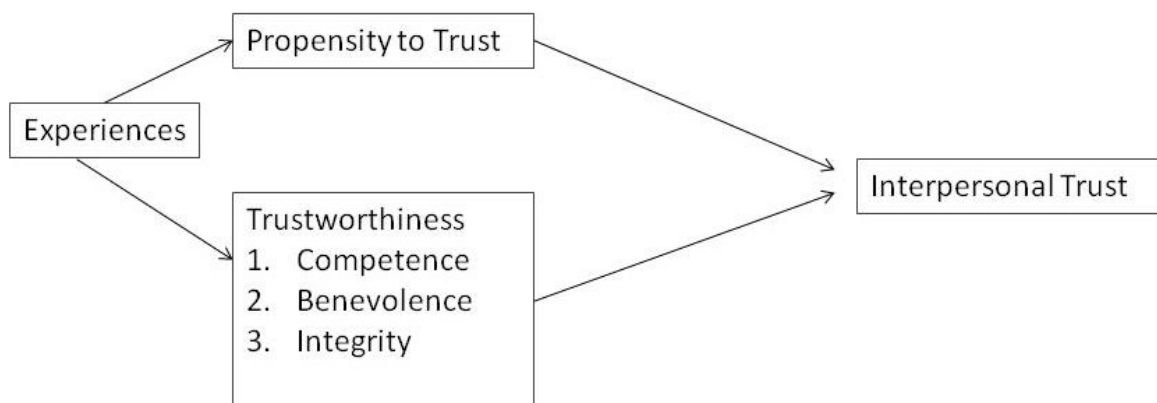 Propensity to Trust
Experiences
Interpersonal Trust
Trustworthiness
1. Competence
2. Benevolence
3. Integrity